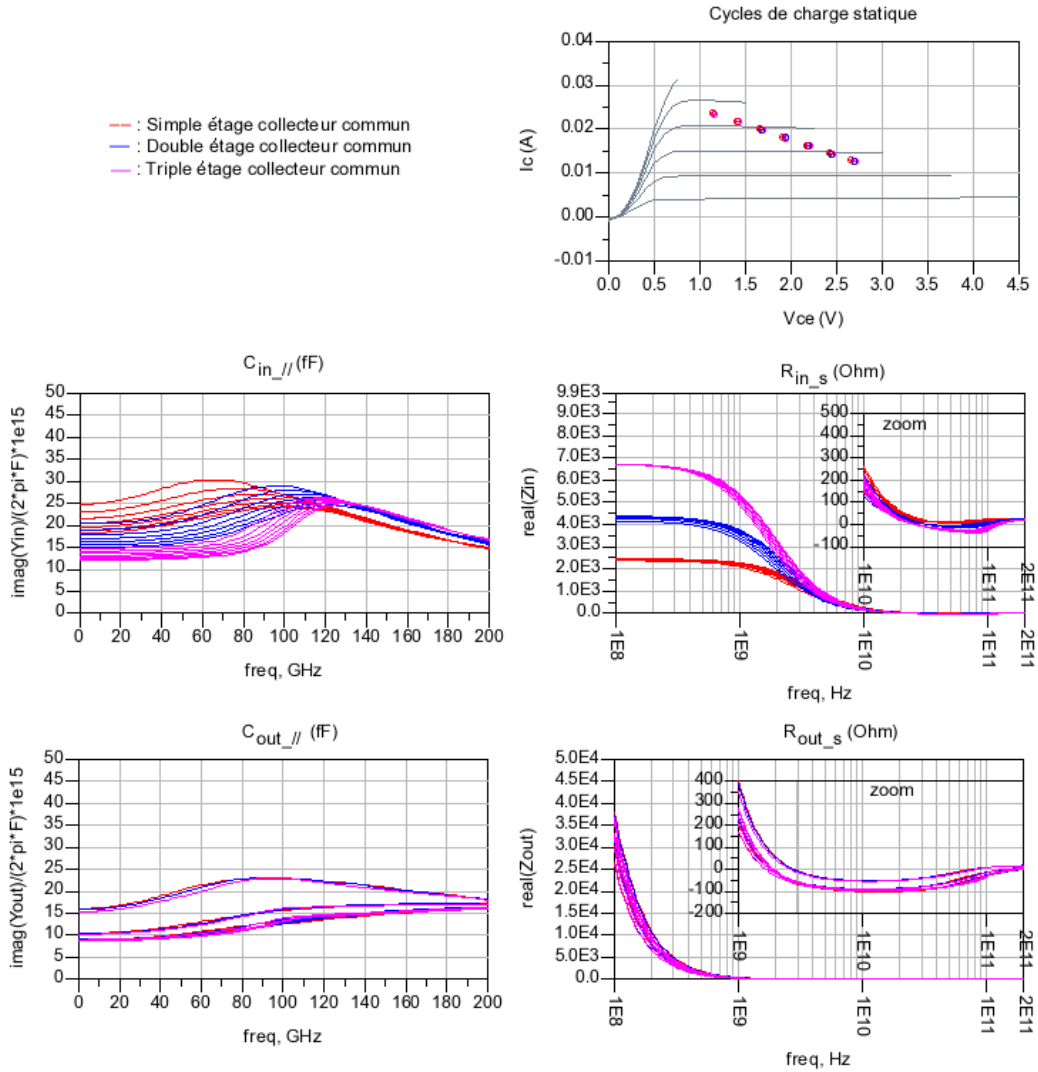 Cycles de charge statique
0.04
0.03
0.02
0.01
0.00
-0.01
Ic (A)
0.0 0.5 1.0 1.5 2.0 2.5 3.0 3.5 4.0 4.5
Vce (V)
: Simple étage collecteur commun
: Double étage collecteur commun
: Triple étage collecteur commun
C in_// (fF)
50
45
40
35
30
25
20
15
10
5
0
imag(Yin)/(2*pi*F)*1e15
0 20 40 60 80 100 120 140 160 180 200
freq, GHz
R in_s (Ohm)
9.9E3
9.0E3
8.0E3
7.0E3
6.0E3
5.0E3
4.0E3
3.0E3
2.0E3
1.0E3
0.0
real(Zin)
1E8 1E9 1E10 1E11 2E11
freq, Hz
zoom
500
400
300
200
100
0
-100
1E10 1E11 2E11
C out_// (fF)
50
45
40
35
30
25
20
15
10
5
0
imag(Yout)/(2*pi*F)*1e15
0 20 40 60 80 100 120 140 160 180 200
freq, GHz
R out_s (Ohm)
5.0E4
4.5E4
4.0E4
3.5E4
3.0E4
2.5E4
2.0E4
1.5E4
1.0E4
5.0E3
0.0
real(Zout)
1E8 1E9 1E10 1E11 2E11
freq, Hz
zoom
400
300
200
100
0
-100
-200
1E9 1E10 1E11 2E11